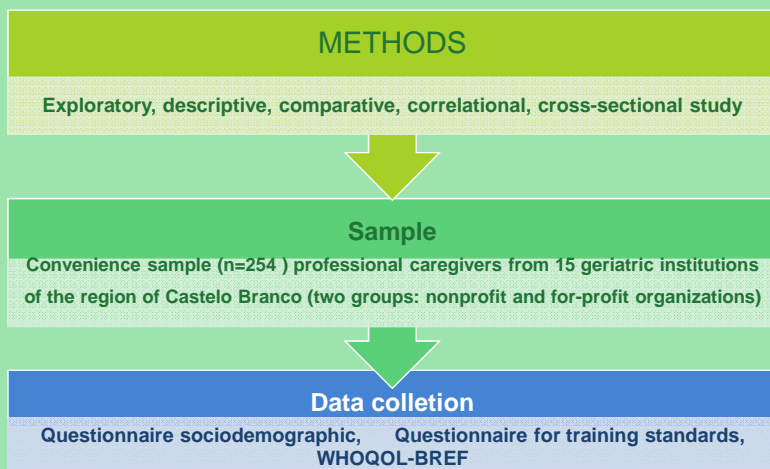 METHODS
Exploratory, descriptive, comparative, correlational, cross-sectional study
Sample
Convenience sample (n=254 ) professional caregivers from 15 geriatric institutions
of the region of Castelo Branco (two groups: nonprofit and for-profit organizations)
Data colletion
Questionnaire sociodemographic, Questionnaire for training standards,
WHOQOL-BREF